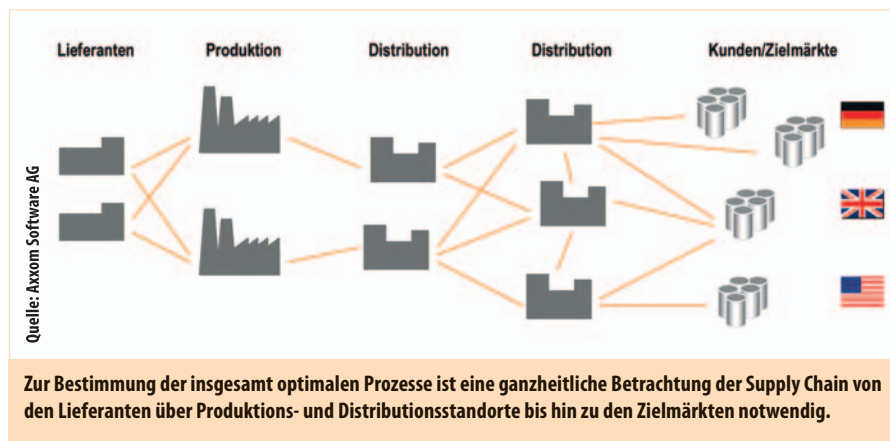 Lieferanten Produktion Distribution Distribution Kunden/Zielmärkte
Quelle: Axxom Software AG
Zur Bestimmung der insgesamt optimalen Prozesse ist eine ganzheitliche Betrachtung der Supply Chain von
den Lieferanten über Produktions- und Distributionsstandorte bis hin zu den Zielmärkten notwendig.